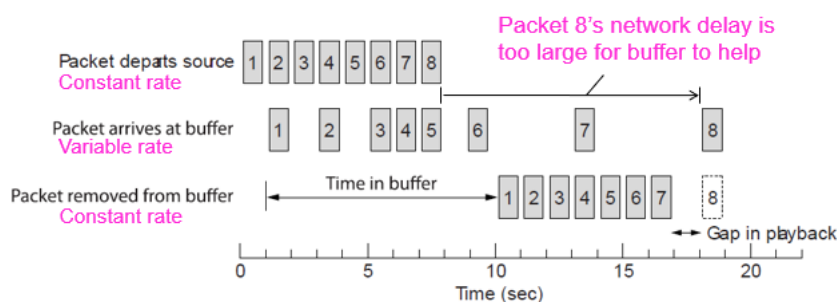 Packet 8's network delay is
too large for buffer to help
Packet departs source
Constant rate
1 2 3 4 5 6 7 8
Packet arrives at buffer
Variable rate
1 2 3 4 5 6 7 8
Packet removed from buffer
Constant rate
Time in buffer
1 2 3 4 5 6 7 8
Gap in playback
0 5 10 15 20
Time (sec)